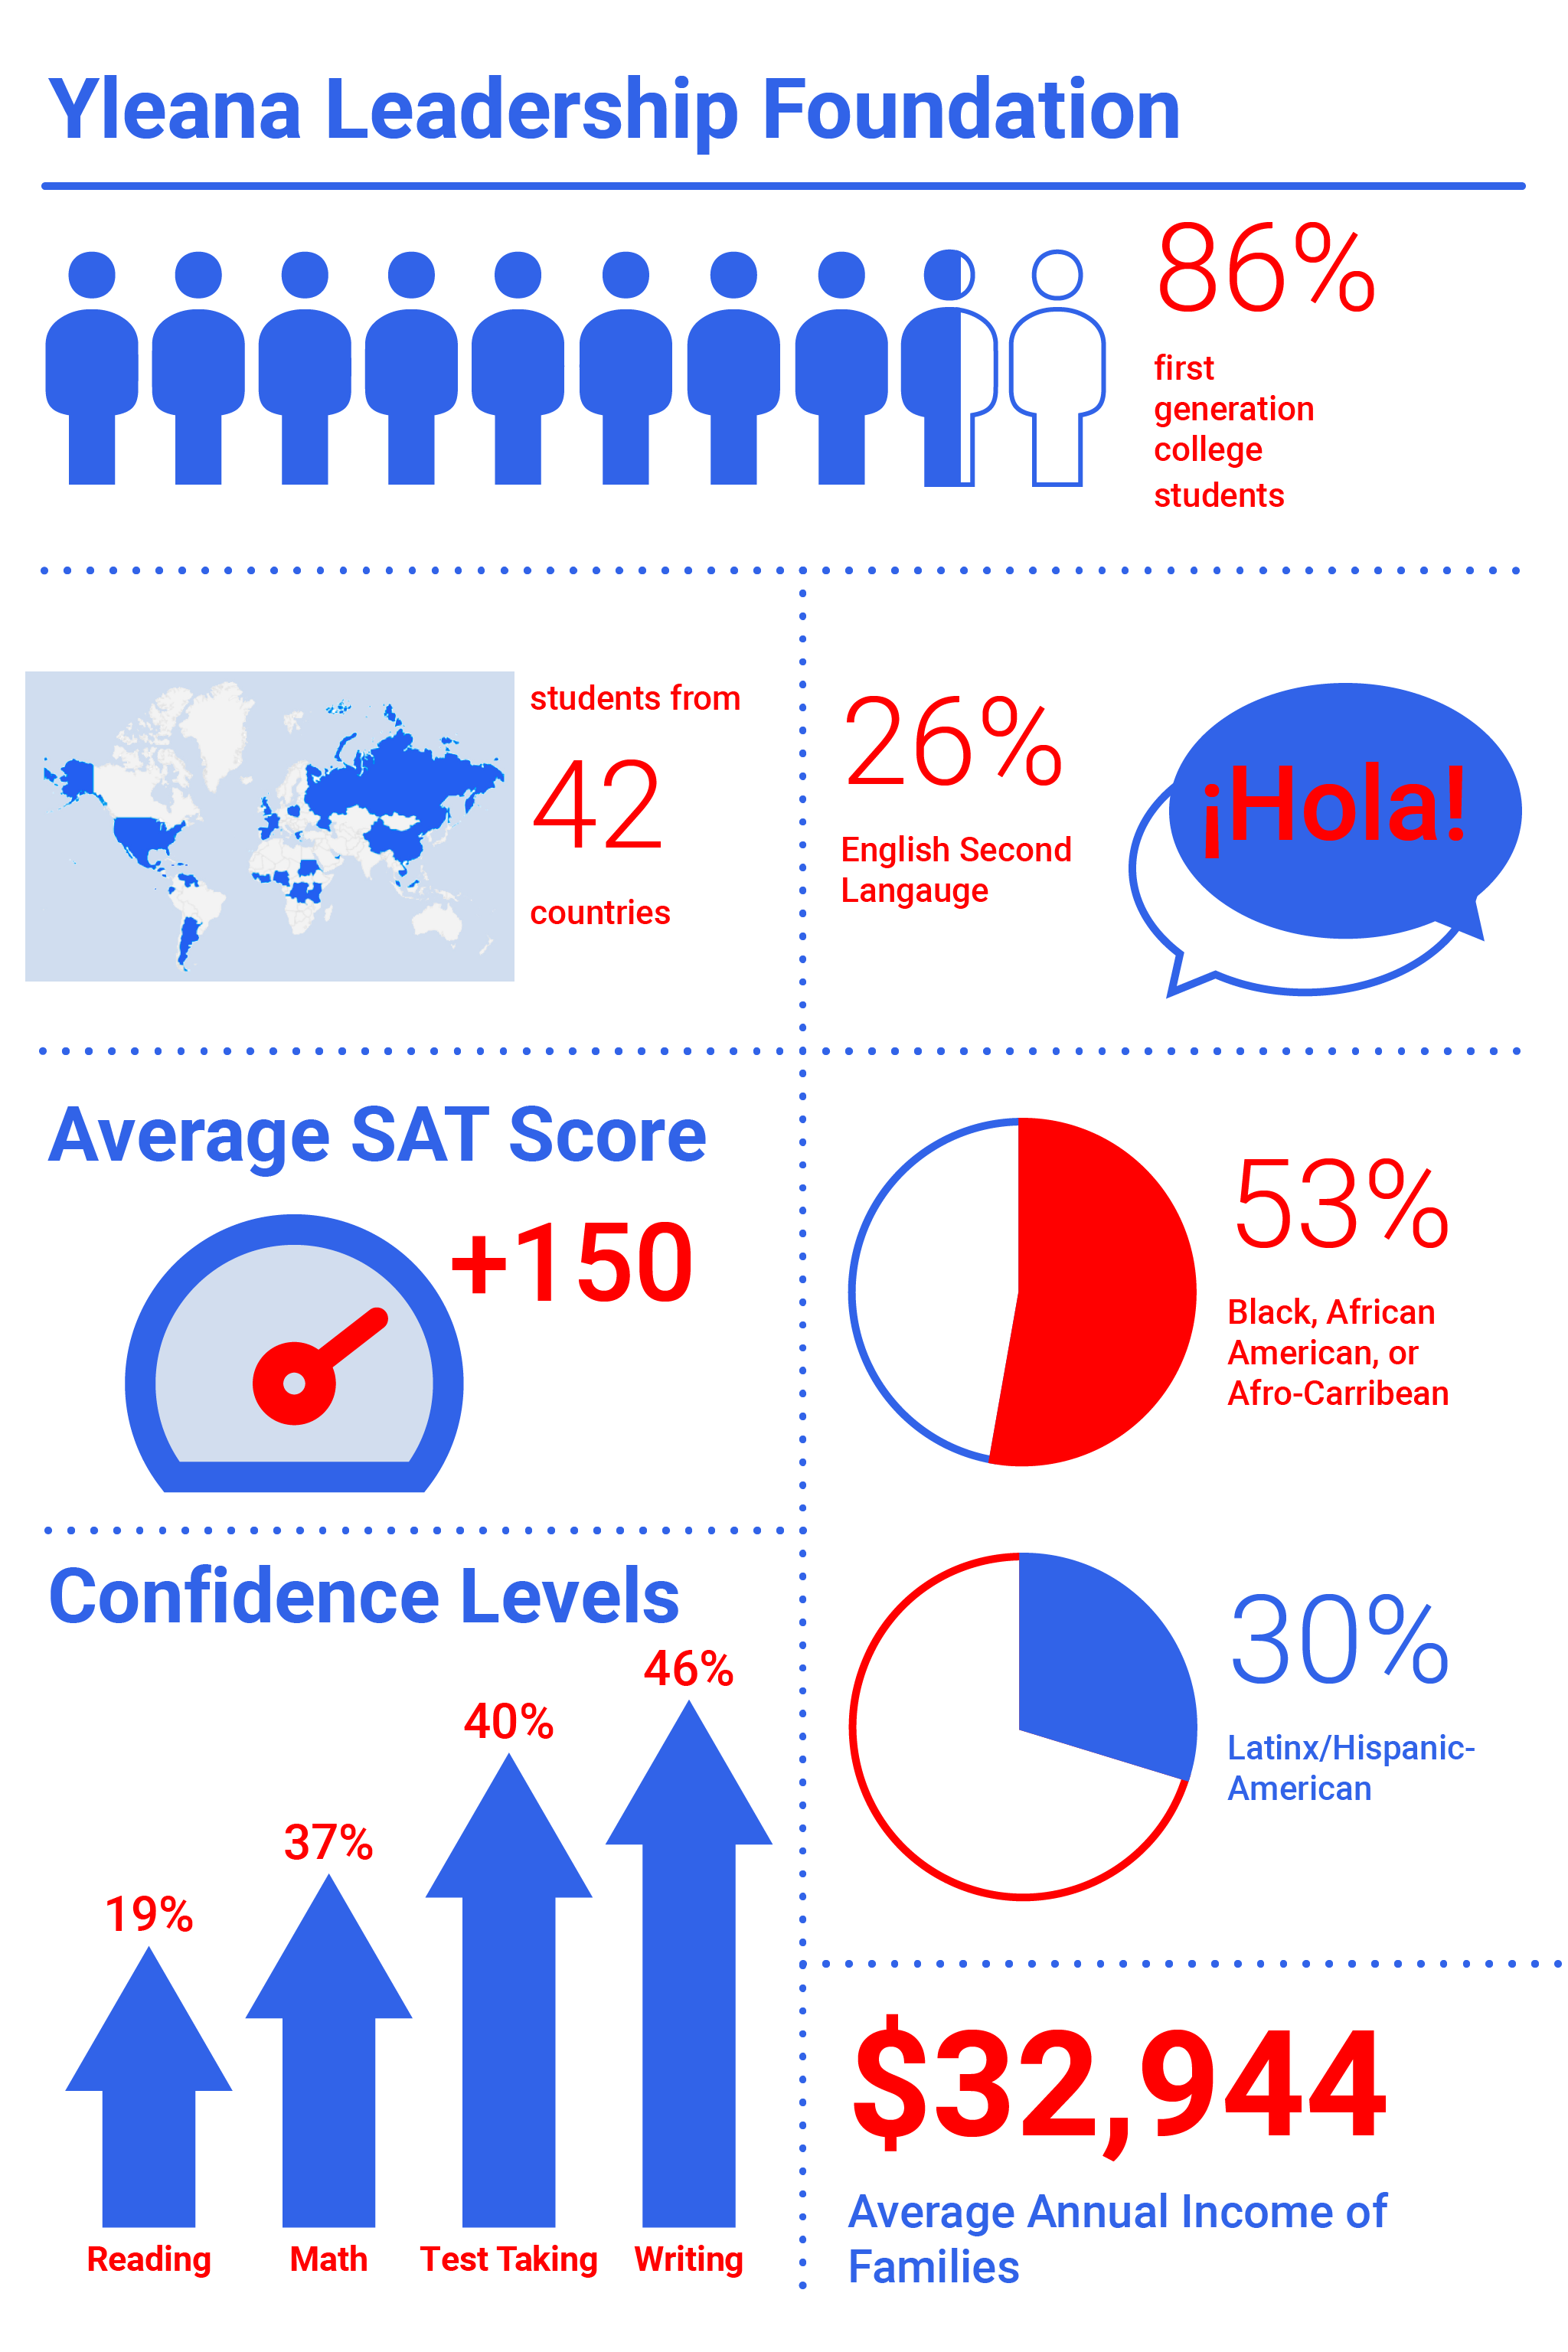 Yleana Leadership Foundation
86%
first
generation
college
students
students from
42
countries
26%
English Second
Langauge
¡Hola!
Average SAT Score
+150
53%
Black, African
American, or
Afro-Carribean
Confidence Levels
19%
37%
40%
46%
Reading
Math
Test Taking
Writing
30%
Latinx/Hispanic-
American
$32,944
Average Annual Income of
Families